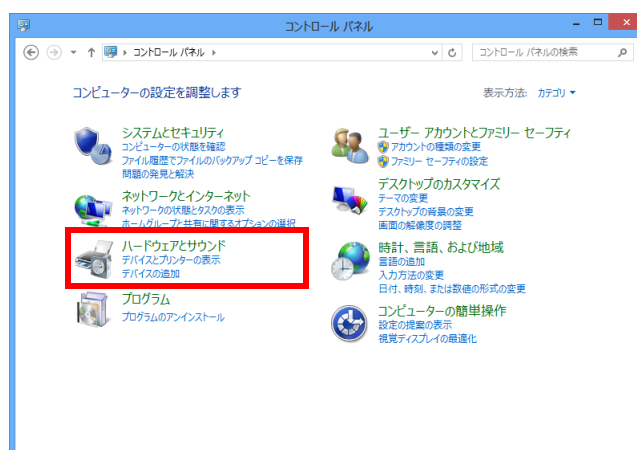 コントロール パネル
コントロール パネル
コントロール パネルの検索
コンピューターの設定を調整します
表示方法: カテゴリ
システムとセキュリティ
コンピューターの状態を確認
ファイル履歴でファイルのバックアップ コピーを保存
問題の発見と解決
ネットワークとインターネット
ネットワークの状態とタスクの表示
ホームグループと共有に関するオプションの選択
ハードウェアとサウンド
デバイスとプリンターの表示
デバイスの追加
プログラム
プログラムのアンインストール
ユーザー アカウントとファミリー セーフティ
アカウントの種類の変更
ファミリー セーフティの設定
デスクトップのカスタマイズ
テーマの変更
デスクトップの背景の変更
画面の解像度の調整
時計、言語、および地域
言語の追加
入力方法の変更
日付、時刻、または数値の形式の変更
コンピューターの簡単操作
設定の提案の表示
視覚ディスプレイの最適化